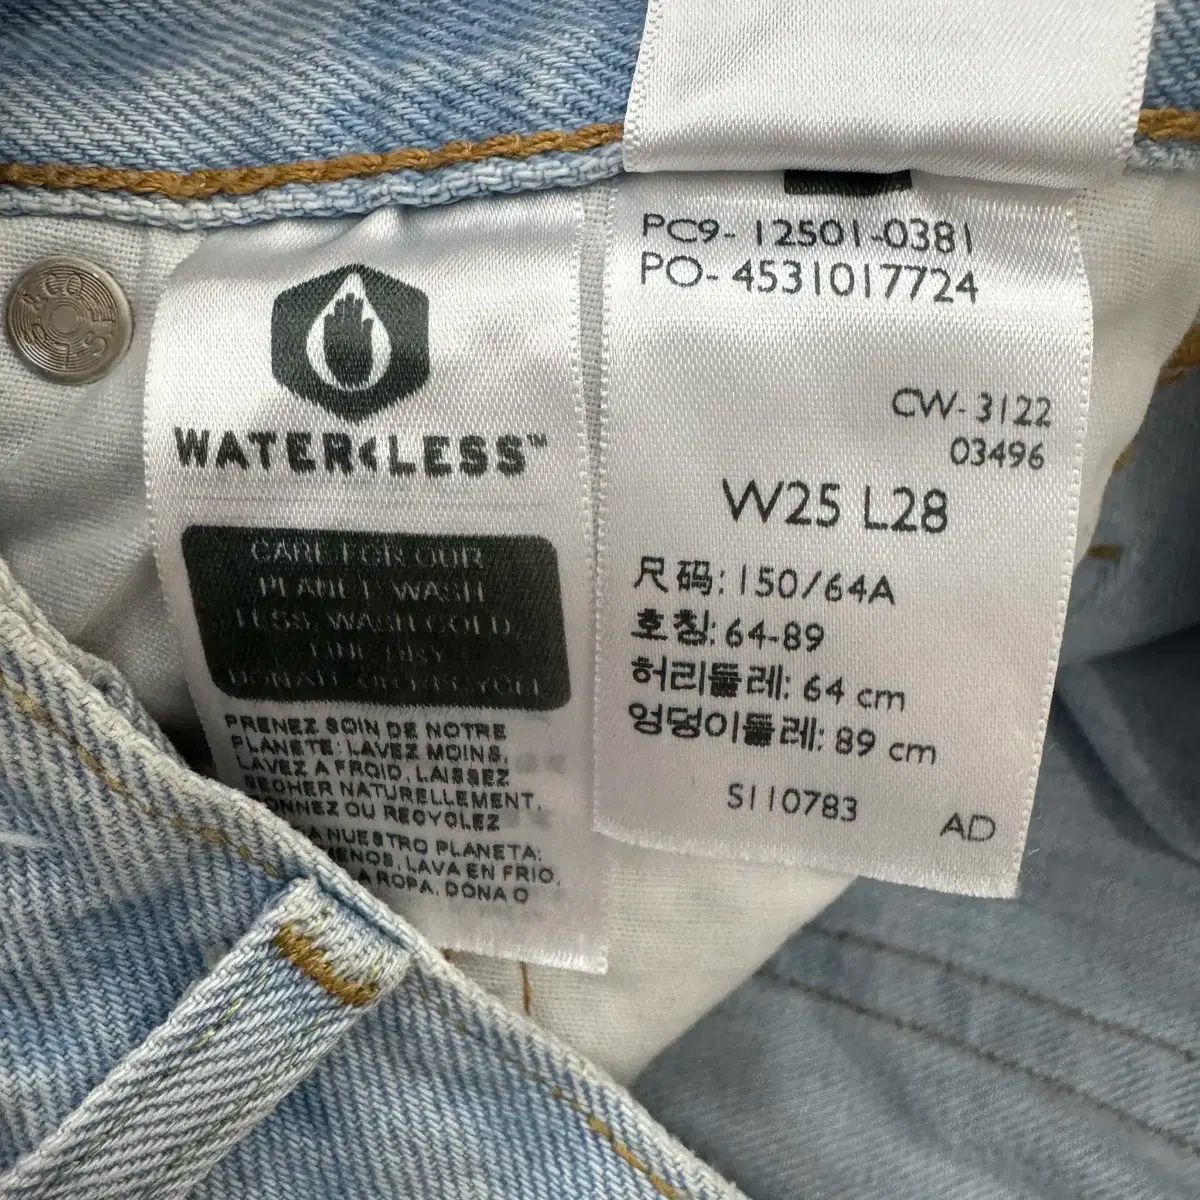 WATER<LESS™
CARE FOR OUR
PLANET WASH
LESS, WASH COLD
LINE DRY
DONATE OR RECYCLE
PRENEZ SOIN DE NOTRE
PLANETE: LAVEZ MOINS,
LAVEZ A FROID, LAISSEZ
SECHER NATURELLEMENT,
DONNEZ OU RECYCLEZ
A NUESTRO PLANETA:
MENOS, LAVA EN FRIO,
LA ROPA, DONA O
PC9-12501-0381
PO-4531017724
CW-3122
03496
W25 L28
尺码: 150/64A
호칭: 64-89
허리둘레: 64 cm
엉덩이둘레: 89 cm
S110783 AD